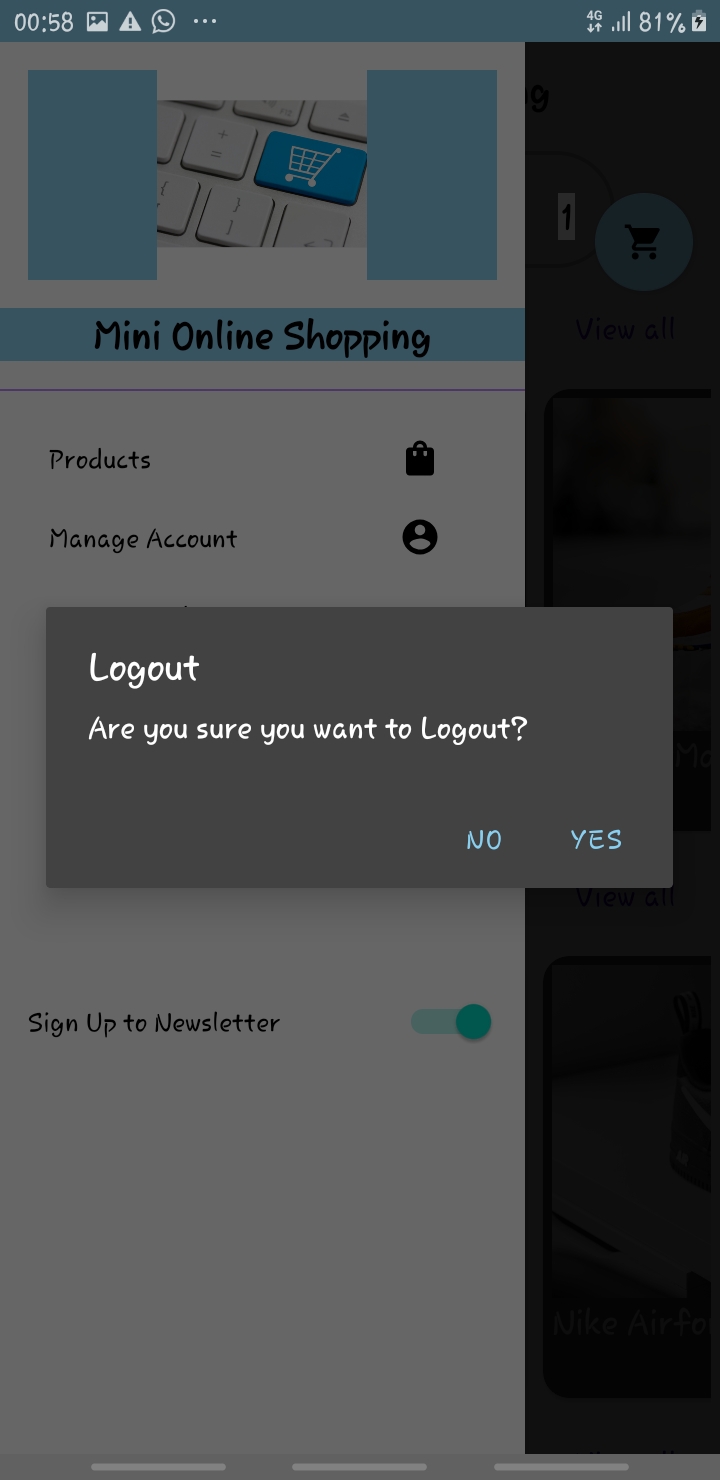 00:58
4G
81%
g
1
View all
Mini Online Shopping
Products
Manage Account
Logout
Are you sure you want to Logout?
NO YES
View all
Sign Up to Newsletter
Nike Airfo